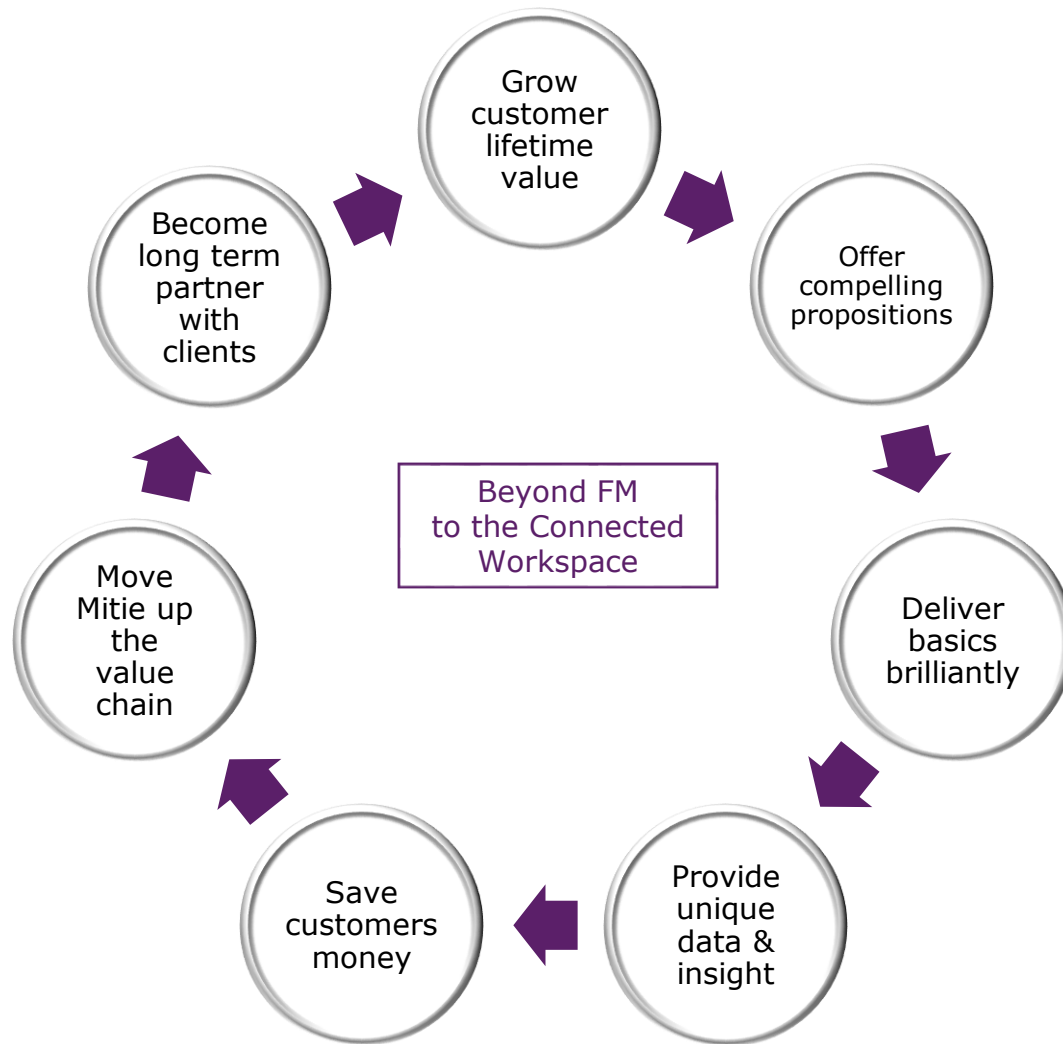 Grow
customer
lifetime
value
Offer
compelling
propositions
Deliver
basics
brilliantly
Provide
unique
data &
insight
Save
customers
money
Move
Mitie up
the
value
chain
Become
long term
partner
with
clients
Beyond FM
to the Connected
Workspace